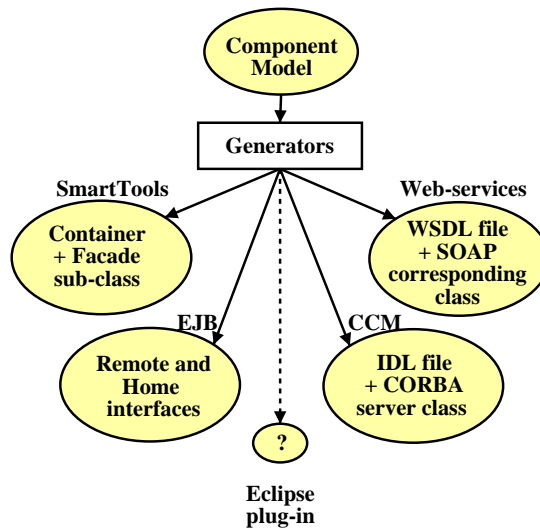 Component
Model
Generators
SmartTools
Web-services
Container
+ Facade
sub-class
WSDL file
+ SOAP
corresponding
class
EJB
CCM
Remote and
Home
interfaces
IDL file
+ CORBA
server class
?
Eclipse
plug-in